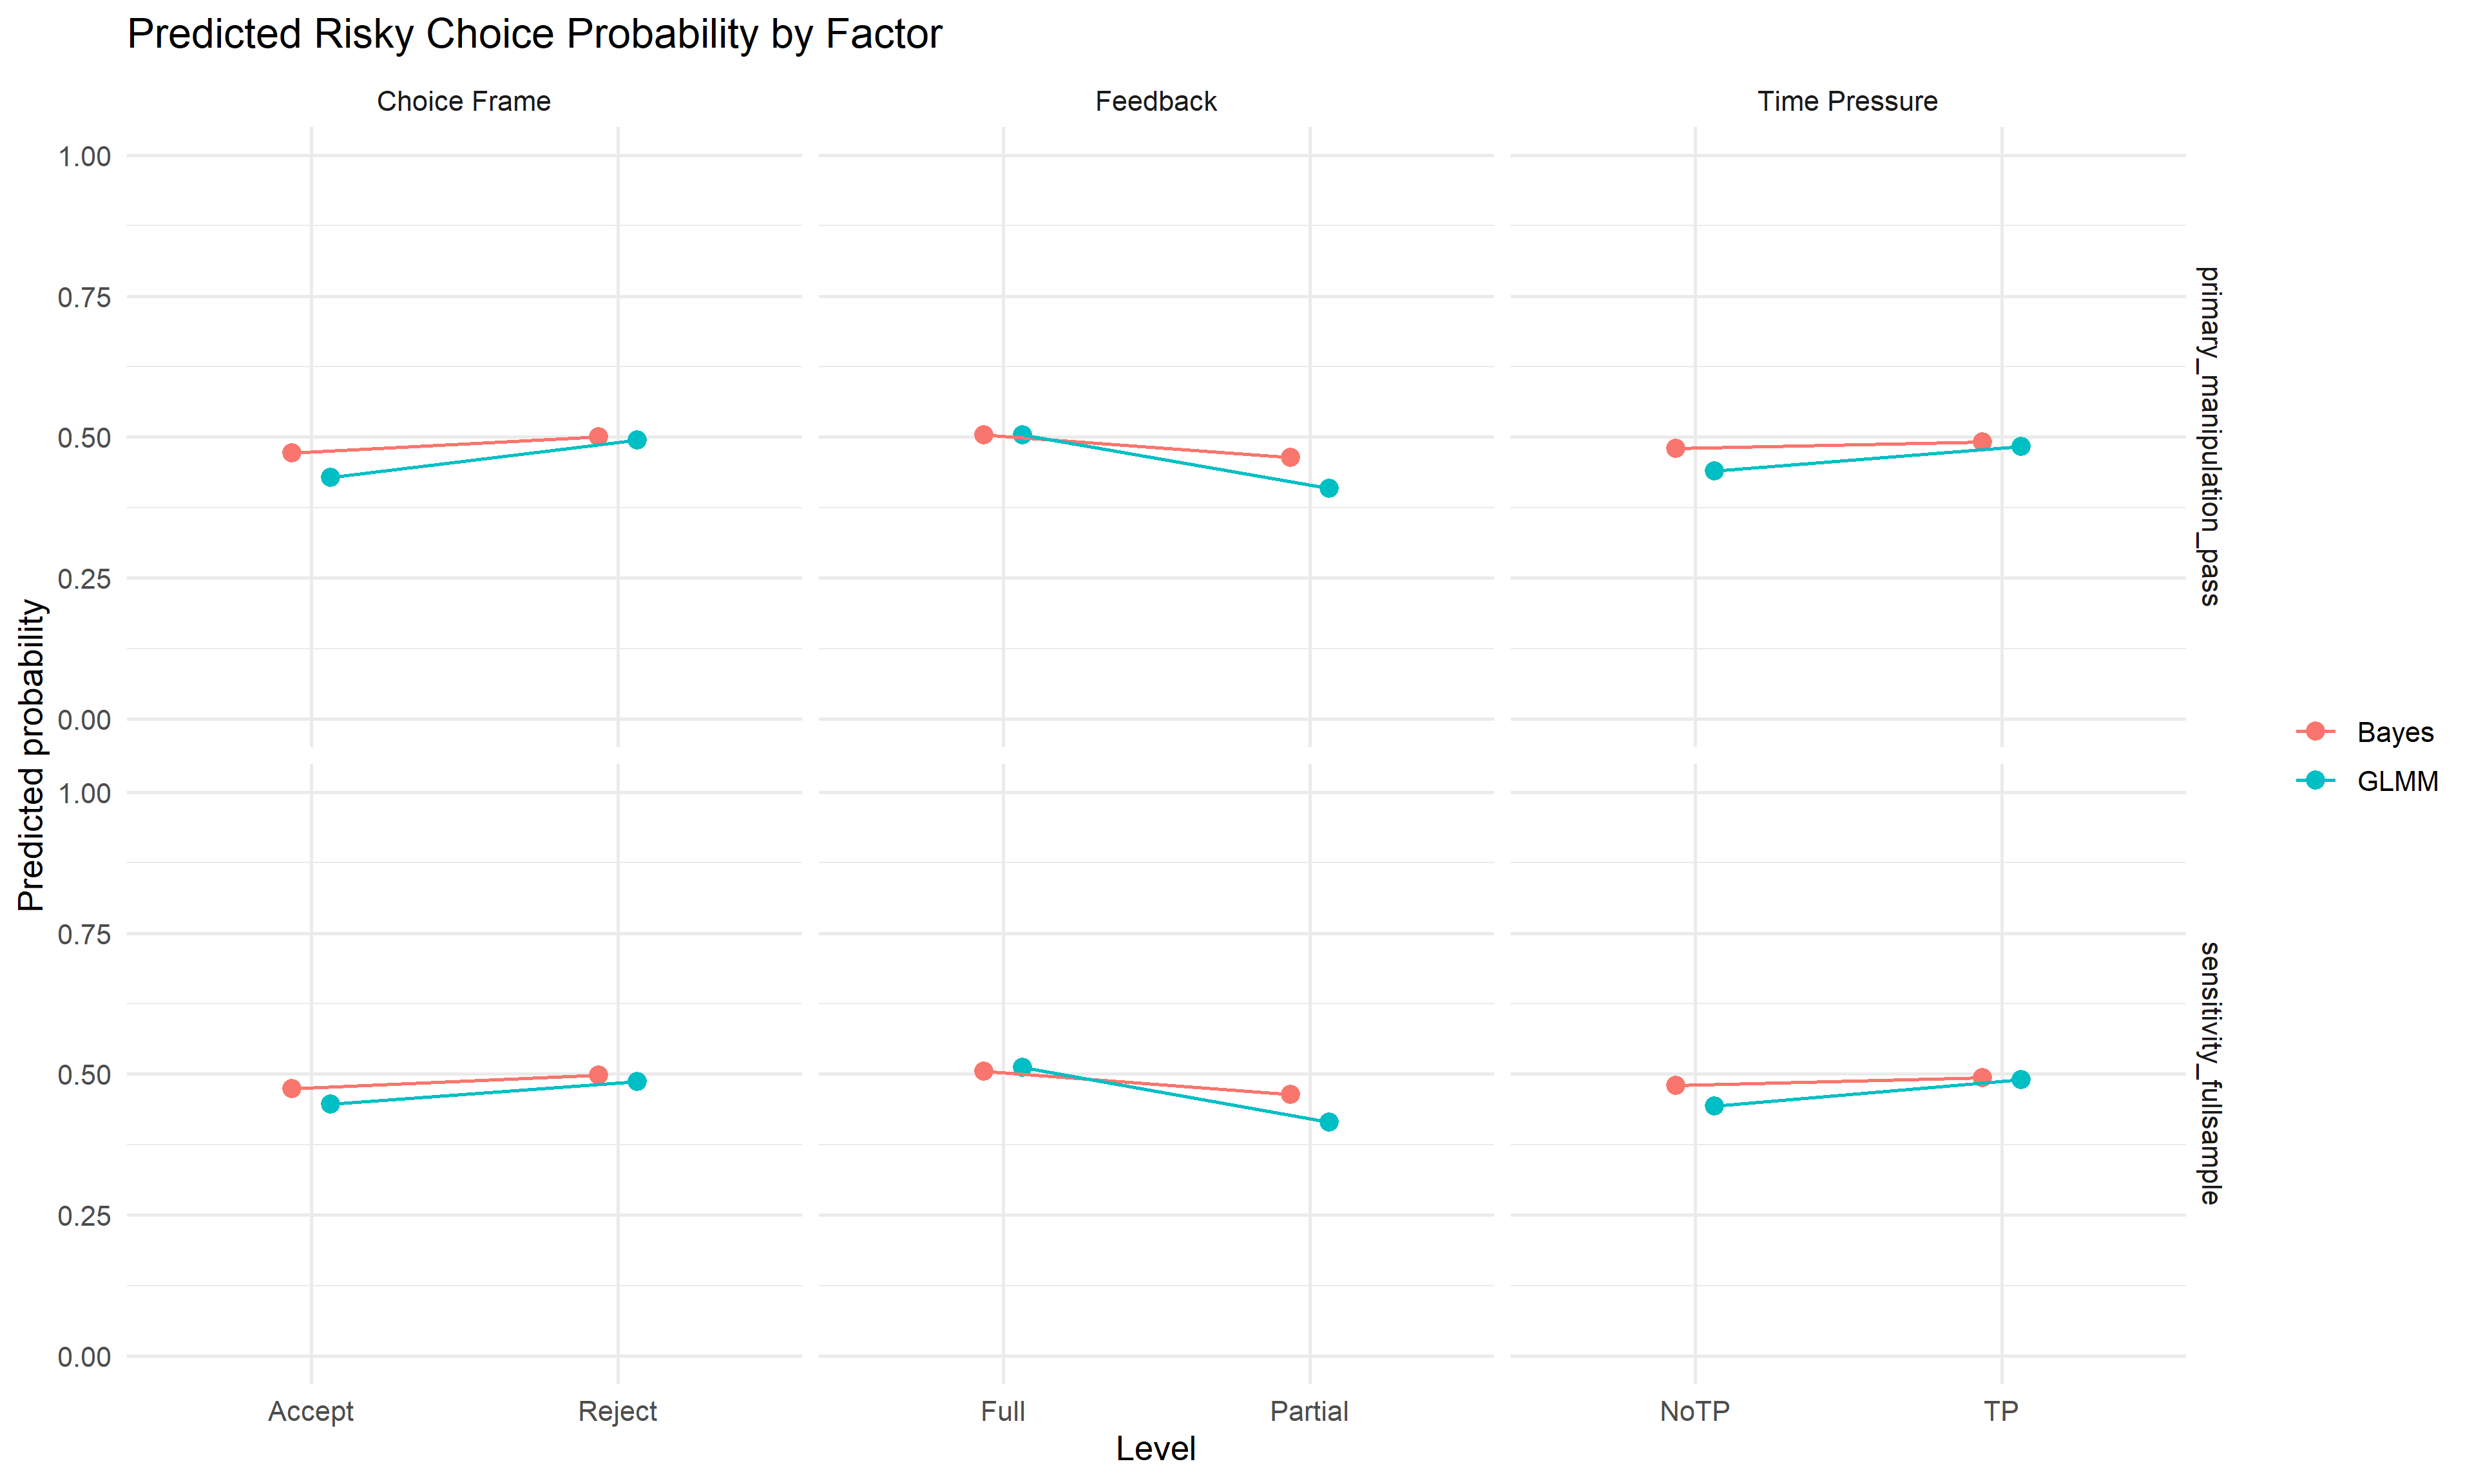 Predicted Risky Choice Probability by Factor
Choice Frame
Feedback
Time Pressure
Predicted probability
1.00
0.75
0.50
0.25
0.00
primary_manipulation_pass
1.00
0.75
0.50
0.25
0.00
sensitivity_fullsample
Bayes
GLMM
Accept
Reject
Full
Partial
NoTP
TP
Level